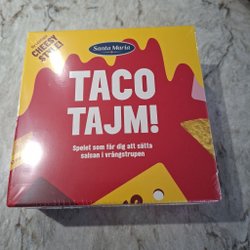 CHEESY
STYLE!
Santa Maria
TACO
TAJM!
Spelet som får dig att sätta
salsan i vrångstrupen